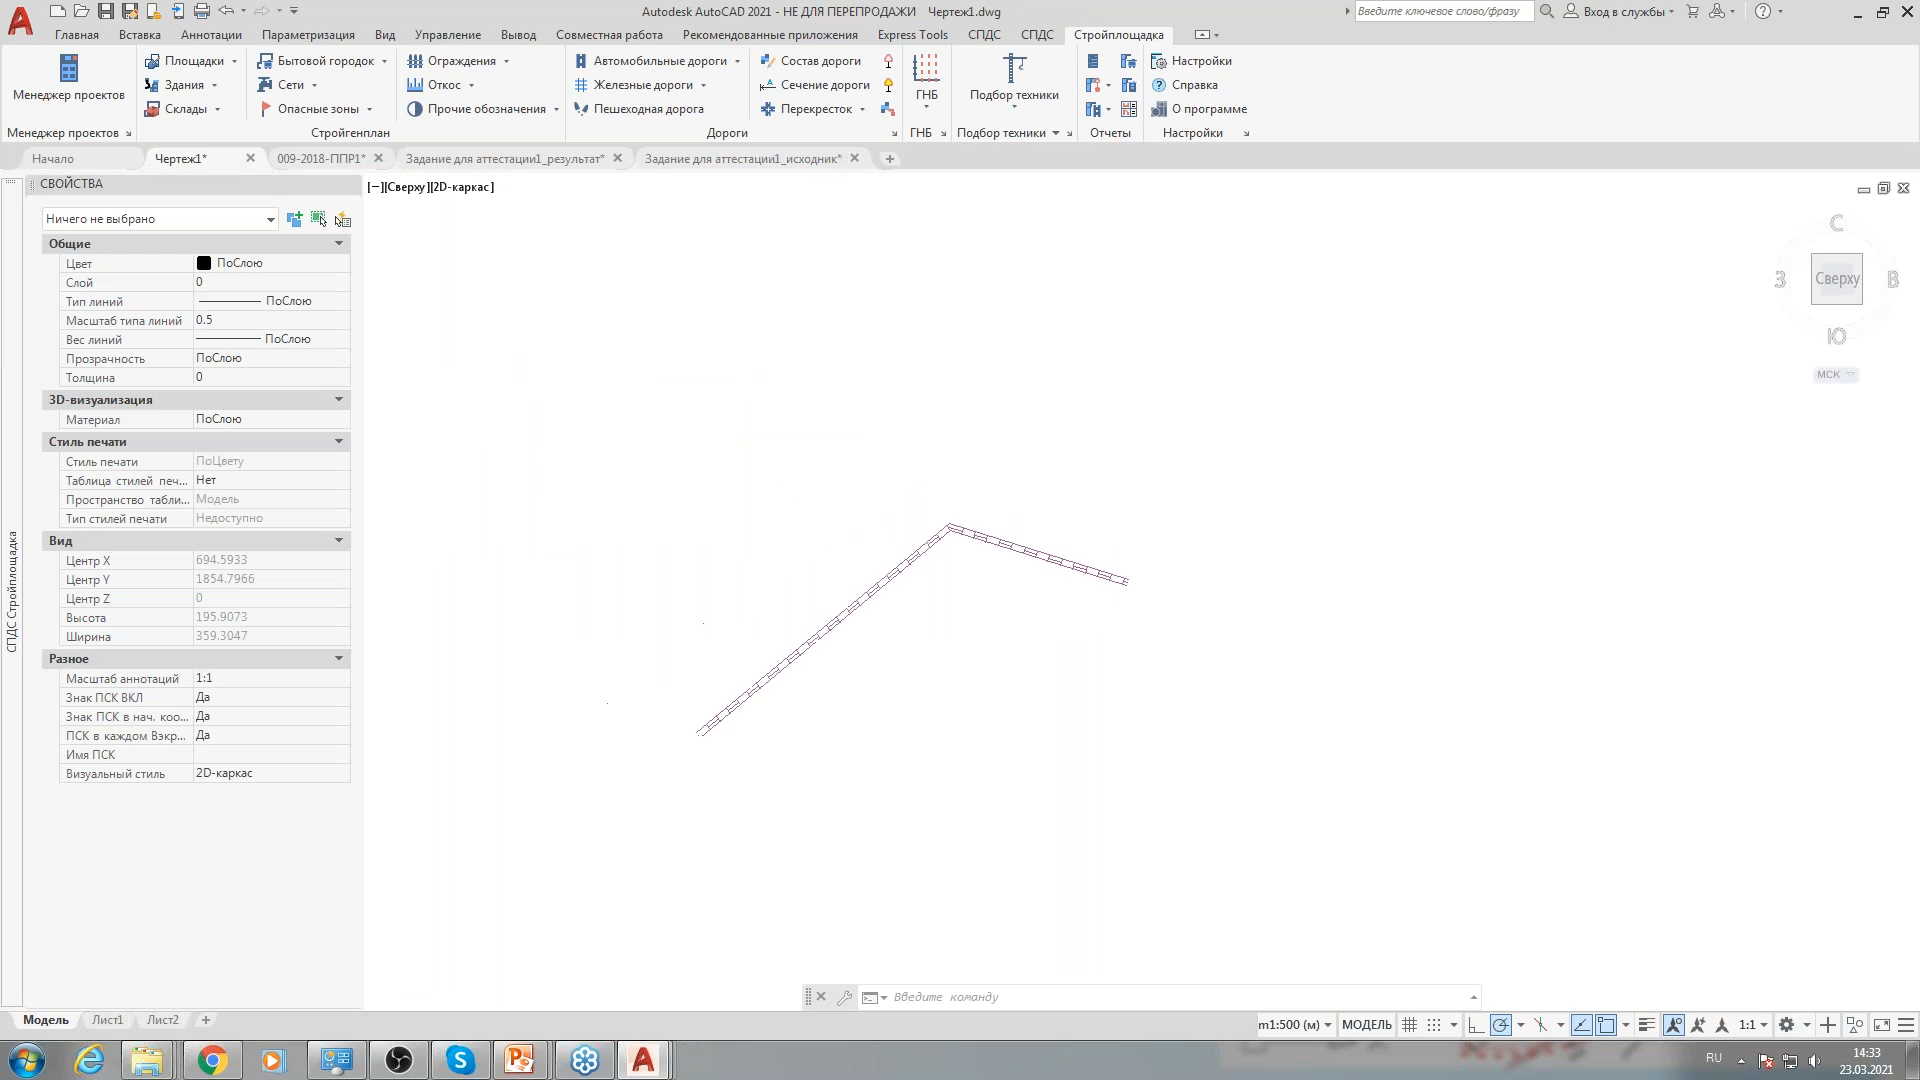 Autodesk AutoCAD 2021 - НЕ ДЛЯ ПЕРЕПРОДАЖИ Чертеж1.dwg
Введите ключевое слово/фразу
Вход в службы
Главная Вставка Аннотации Параметризация Вид Управление Вывод Совместная работа Рекомендованные приложения Express Tools СПДС СПДС Стройплощадка
Менеджер проектов
Площадки
Здания
Склады
Бытовой городок
Сети
Опасные зоны
Ограждения
Откос
Прочие обозначения
Автомобильные дороги
Железные дороги
Пешеходная дорога
Состав дороги
Сечение дороги
Перекресток
ГНБ
Подбор техники
Настройки
Справка
О программе
Менеджер проектов Стройгенплан Дороги ГНБ Подбор техники Отчеты Настройки
Начало Чертеж1* 009-2018-ППР1* Задание для аттестации1_результат* Задание для аттестации1_исходник*
СВОЙСТВА
[−][Сверху][2D-каркас]
Ничего не выбрано
Общие
Цвет ПоСлою
Слой 0
Тип линий ПоСлою
Масштаб типа линий 0.5
Вес линий ПоСлою
Прозрачность ПоСлою
Толщина 0
3D-визуализация
Материал ПоСлою
Стиль печати
Стиль печати ПоЦвету
Таблица стилей печ... Нет
Пространство табли... Модель
Тип стилей печати Недоступно
Вид
Центр X 694.5933
Центр Y 1854.7966
Центр Z 0
Высота 195.9073
Ширина 359.3047
Разное
Масштаб аннотаций 1:1
Знак ПСК ВКЛ Да
Знак ПСК в нач. коо... Да
ПСК в каждом Вэкр... Да
Имя ПСК
Визуальный стиль 2D-каркас
СПДС Стройплощадка
С
З Сверху В
Ю
МСК
Введите команду
Модель Лист1 Лист2
m1:500 (м) МОДЕЛЬ 1:1
RU
14:33
23.03.2021